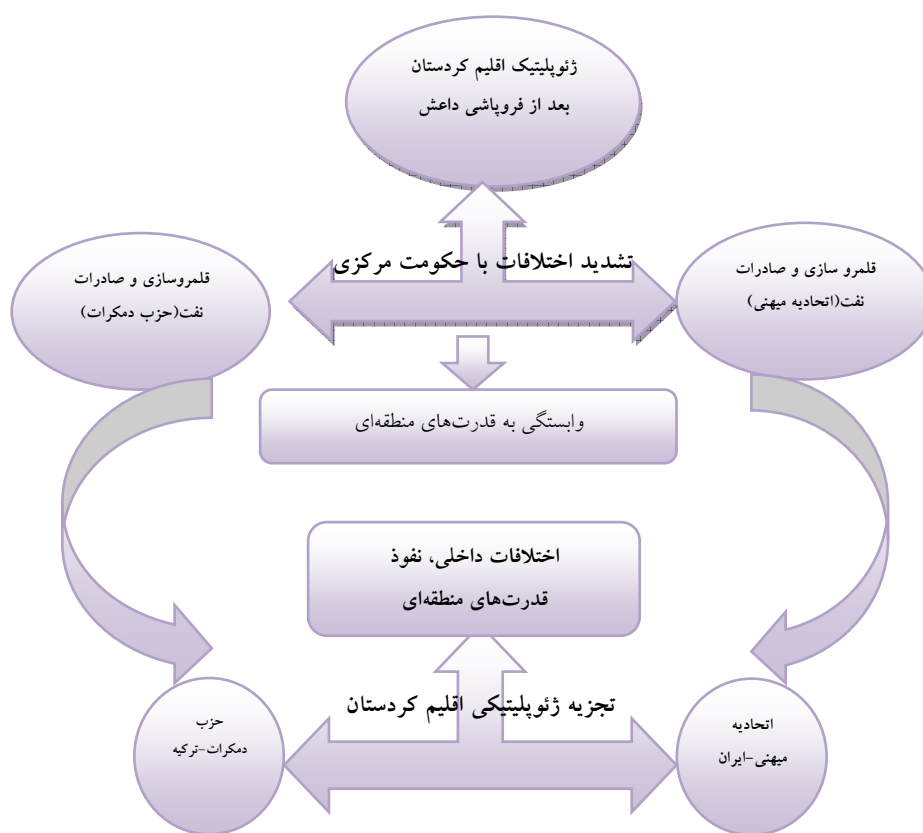 ژئوپلیتیک اقلیم کردستان
بعد از فروپاشی داعش
تشدید اختلافات با حکومت مرکزی
قلمرو سازی و صادرات
نفت(اتحادیه میهنی)
قلمروسازی و صادرات
نفت(حزب دمکرات)
وابستگی به قدرت‌های منطقه‌ای
اختلافات داخلی، نفوذ
قدرت‌های منطقه‌ای
تجزیه ژئوپلیتیکی اقلیم کردستان
اتحادیه
میهنی-ایران
حزب
دمکرات-ترکیه